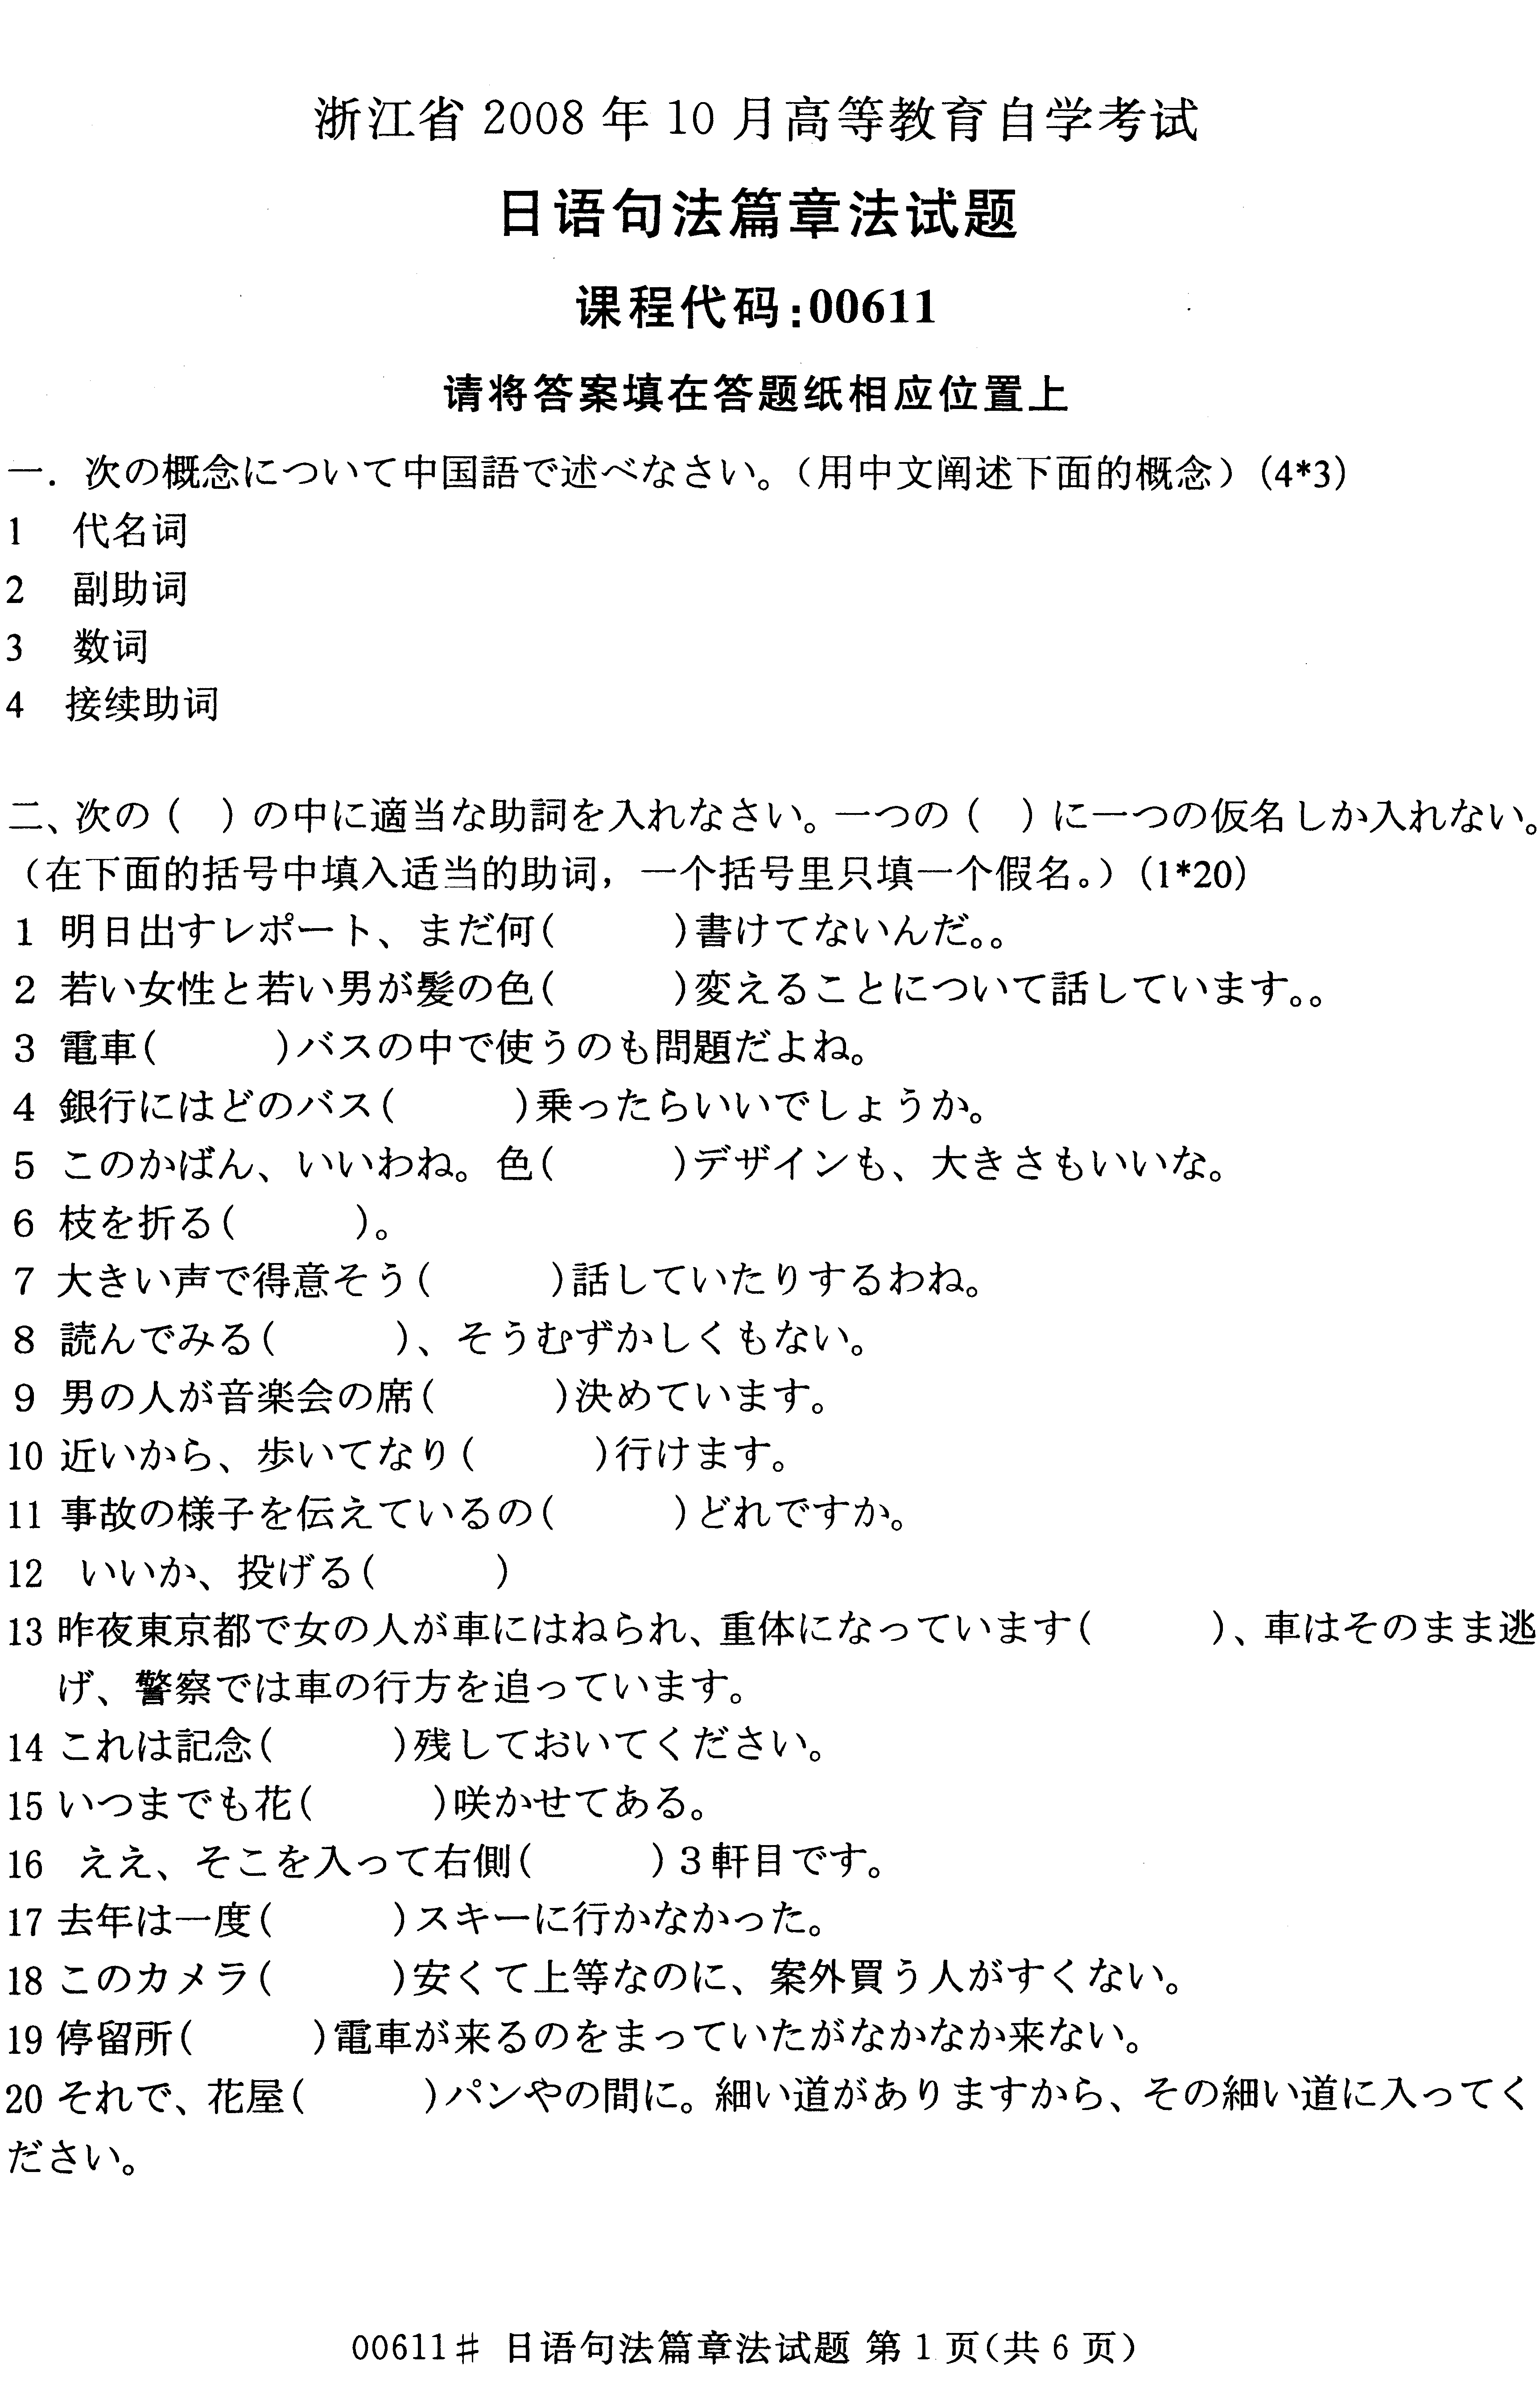 浙江省 2008 年 10 月高等教育自学考试
日语句法篇章法试题
课程代码:00611
请将答案填在答题纸相应位置上
一．次の概念について中国語で述べなさい。（用中文阐述下面的概念）(4*3)
1 代名词
2 副助词
3 数词
4 接续助词
二、次の（ ）の中に適当な助詞を入れなさい。一つの（ ）に一つの仮名しか入れない。
（在下面的括号中填入适当的助词，一个括号里只填一个假名。）(1*20)
1 明日出すレポート、まだ何( )書けてないんだ。。
2 若い女性と若い男が髪の色( )変えることについて話しています。。
3 電車( )バスの中で使うのも問題だよね。
4 銀行にはどのバス( )乗ったらいいでしょうか。
5 このかばん、いいわね。色( )デザインも、大きさもいいな。
6 枝を折る( )。
7 大きい声で得意そう( )話していたりするわね。
8 読んでみる( )、そうむずかしくもない。
9 男の人が音楽会の席( )決めています。
10 近いから、歩いてなり( )行けます。
11 事故の様子を伝えているの( )どれですか。
12 いいか、投げる( )
13 昨夜東京都で女の人が車にはねられ、重体になっています( )、車はそのまま逃
げ、警察では車の行方を追っています。
14 これは記念( )残しておいてください。
15 いつまでも花( )咲かせてある。
16 ええ、そこを入って右側( )３軒目です。
17 去年は一度( )スキーに行かなかった。
18 このカメラ( )安くて上等なのに、案外買う人がすくない。
19 停留所( )電車が来るのをまっていたがなかなか来ない。
20 それで、花屋( )パンやの間に。細い道がありますから、その細い道に入ってく
ださい。
00611＃ 日语句法篇章法试题 第 1 页(共 6 页)